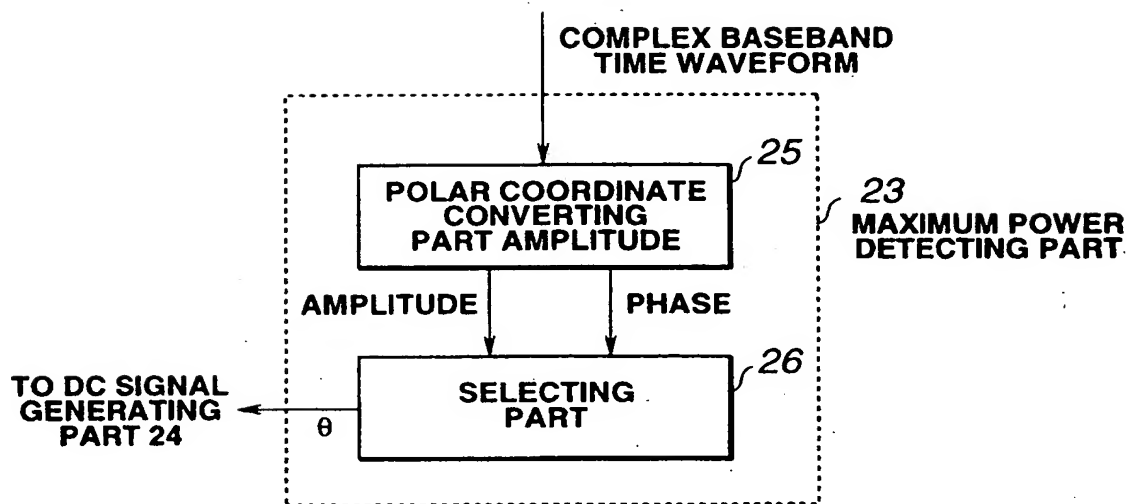 COMPLEX BASEBAND
TIME WAVEFORM
25
POLAR COORDINATE
CONVERTING
PART AMPLITUDE
23
MAXIMUM POWER
DETECTING PART
AMPLITUDE
PHASE
26
SELECTING
PART
TO DC SIGNAL
GENERATING
PART 24
θ